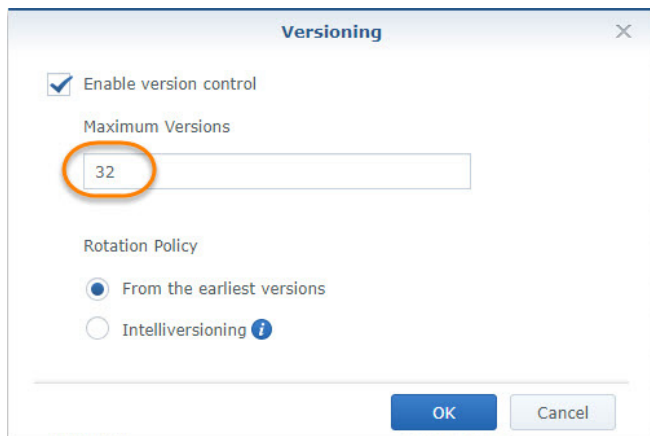 Versioning
Enable version control
Maximum Versions
32
Rotation Policy
From the earliest versions
Intelliversioning i
OK Cancel